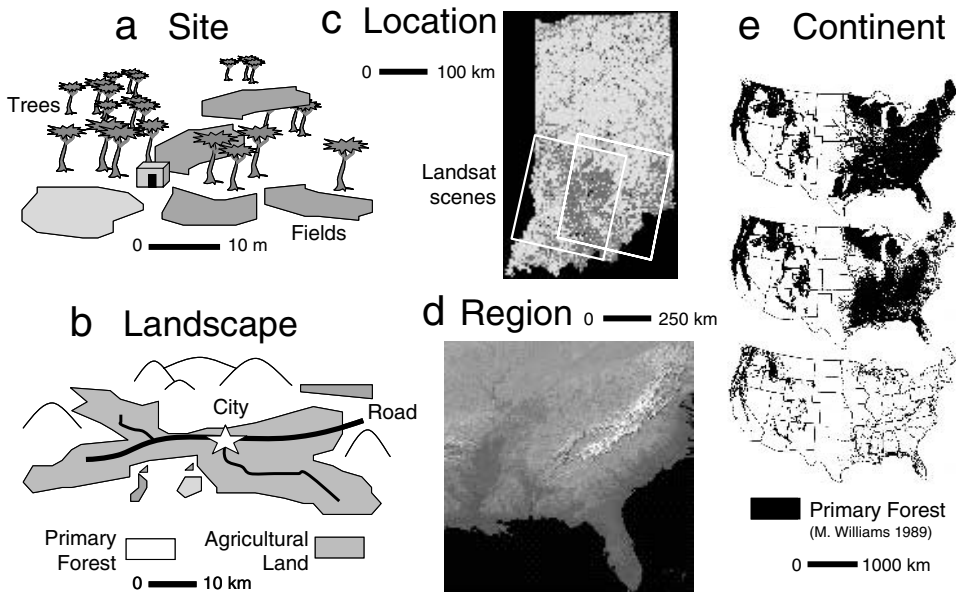 a Site
Trees
Fields
0 10 m
b Landscape
City
Road
Primary
Forest
Agricultural
Land
0 10 km
c Location
0 100 km
Landsat
scenes
d Region
0 250 km
e Continent
Primary Forest
(M. Williams 1989)
0 1000 km